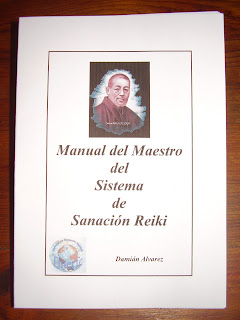 Manual del Maestro
del
Sistema
de
Sanación Reiki
Damián Alvarez